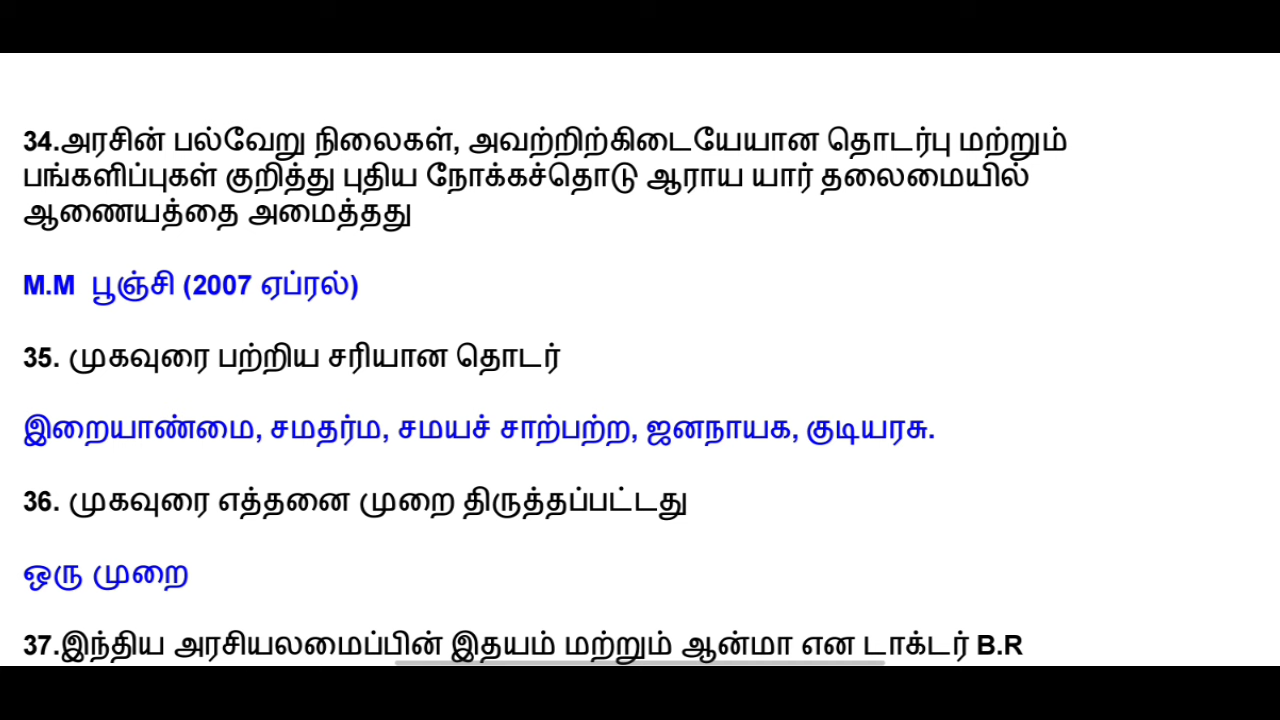 34.அரசின் பல்வேறு நிலைகள், அவற்றிற்கிடையேயான தொடர்பு மற்றும்
பங்களிப்புகள் குறித்து புதிய நோக்கச்தொடு ஆராய யார் தலைமையில்
ஆணையத்தை அமைத்தது
M.M  பூஞ்சி (2007 ஏப்ரல்)
35. முகவுரை பற்றிய சரியான தொடர்
இறையாண்மை, சமதர்ம, சமயச் சாற்பற்ற, ஜனநாயக, குடியரசு.
36. முகவுரை எத்தனை முறை திருத்தப்பட்டது
ஒரு முறை
37.இந்திய அரசியலமைப்பின் இதயம் மற்றும் ஆன்மா என டாக்டர் B.R